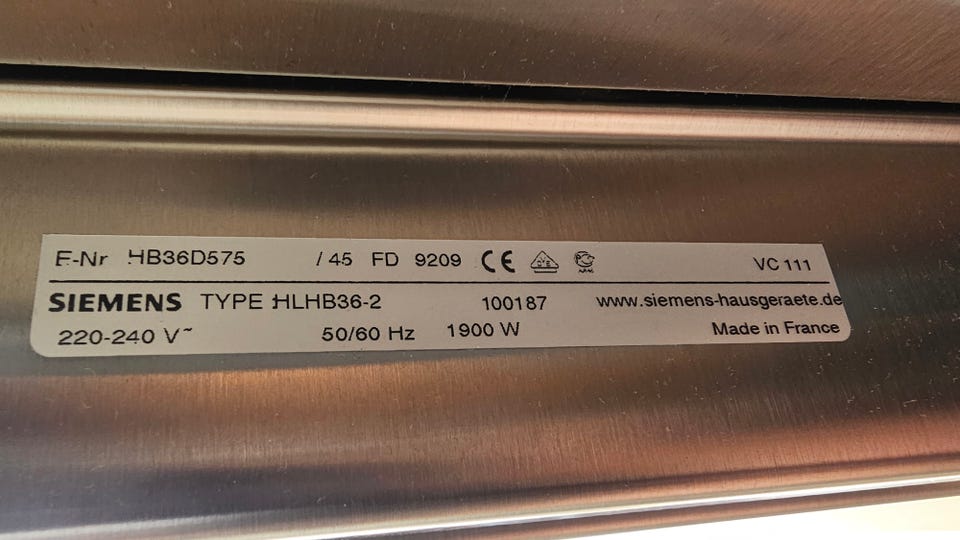 E-Nr HB36D575 / 45 FD 9209 CE VC 111
SIEMENS TYPE HLHB36-2 100187 www.siemens-hausgeraete.de
220-240 V~ 50/60 Hz 1900 W Made in France